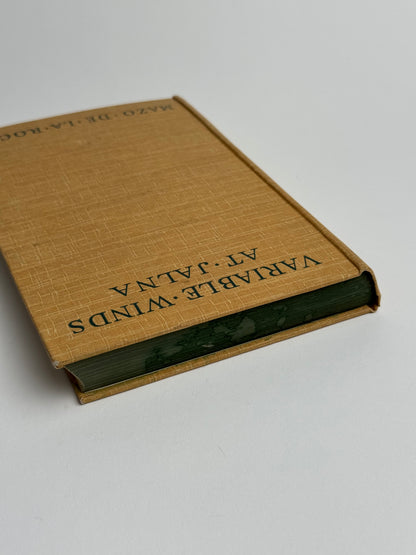 VARIABLE · WINDS
AT · JALNA
MAZO · DE · LA · ROC